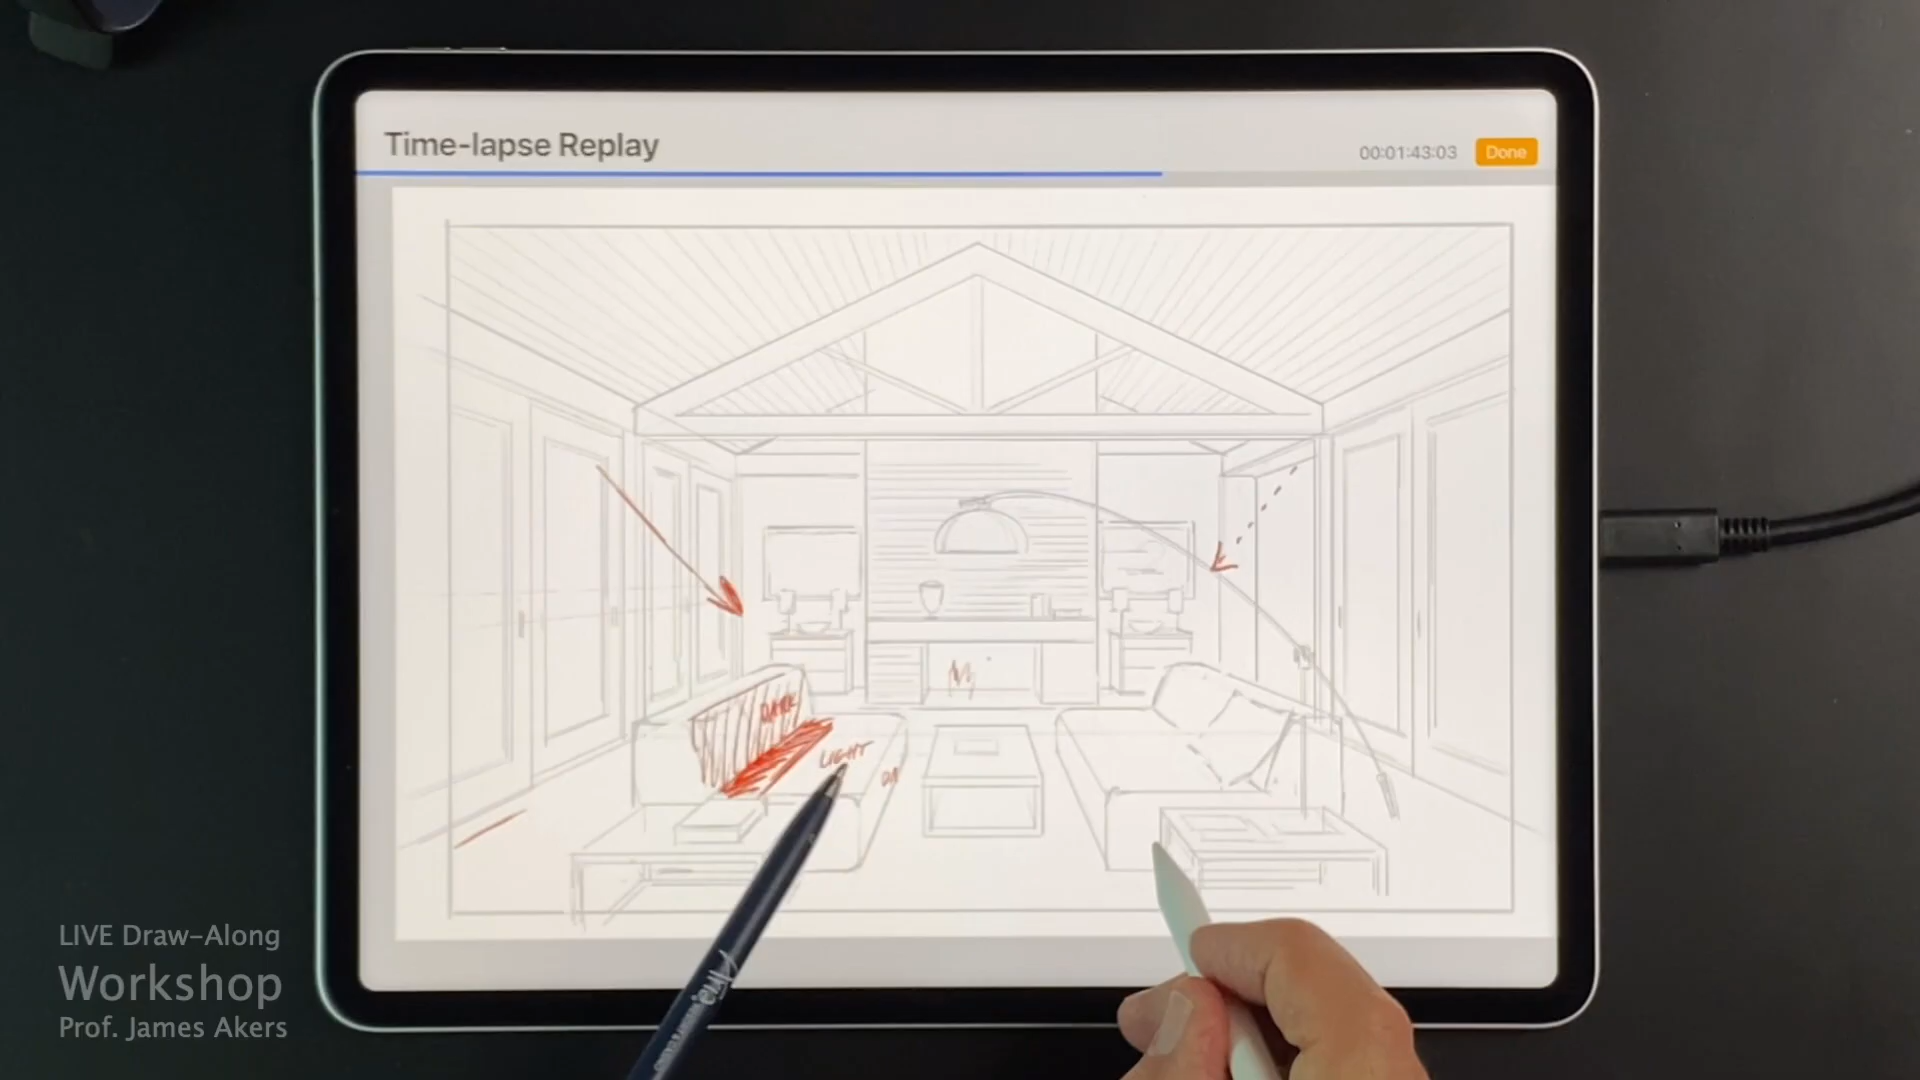 Time-lapse Replay
00:01:43:03
Done
DARK
LIGHT
LIVE Draw-Along
Workshop
Prof. James Akers